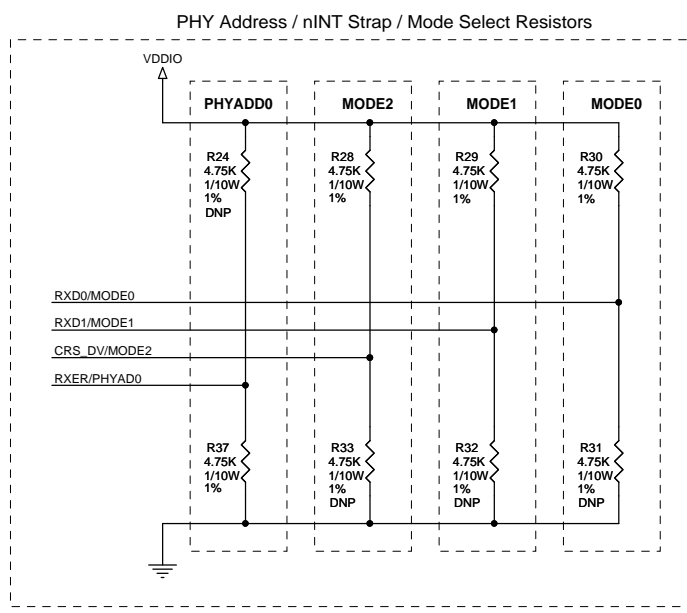 PHY Address / nINT Strap / Mode Select Resistors
VDDIO
PHYADD0
MODE2
MODE1
MODE0
R24
4.75K
1/10W
1%
DNP
R28
4.75K
1/10W
1%
R29
4.75K
1/10W
1%
R30
4.75K
1/10W
1%
RXD0/MODE0
RXD1/MODE1
CRS_DV/MODE2
RXER/PHYAD0
R37
4.75K
1/10W
1%
R33
4.75K
1/10W
1%
DNP
R32
4.75K
1/10W
1%
DNP
R31
4.75K
1/10W
1%
DNP